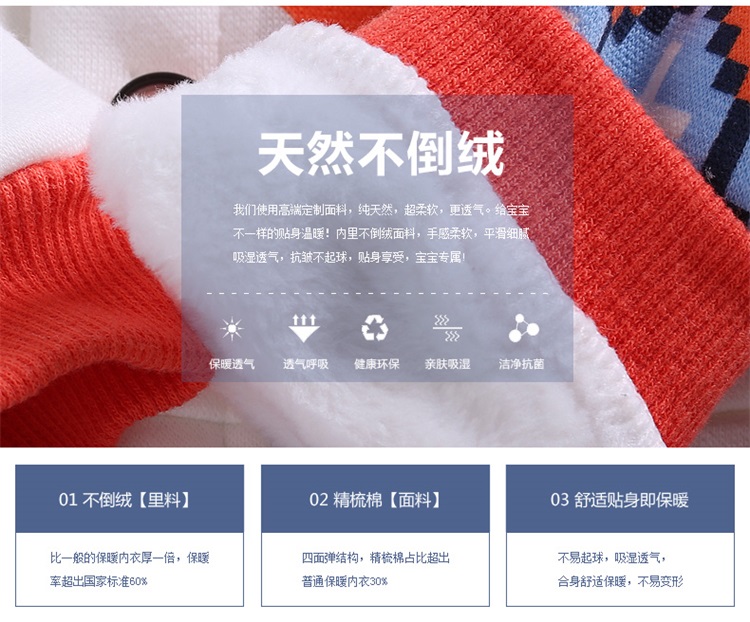 天然不倒绒
我们使用高端定制面料，纯天然，超柔软，更透气。给宝宝
不一样的贴身温暖！内里不倒绒面料，手感柔软，平滑细腻
吸湿透气，抗皱不起球，贴身享受，宝宝专属！
保暖透气 透气呼吸 健康环保 亲肤吸湿 洁净抗菌
01 不倒绒【里料】
比一般的保暖内衣厚一倍，保暖
率超出国家标准60%
02 精梳棉【面料】
四面弹结构，精梳棉占比超出
普通保暖内衣30%
03 舒适贴身即保暖
不易起球，吸湿透气，
合身舒适保暖，不易变形